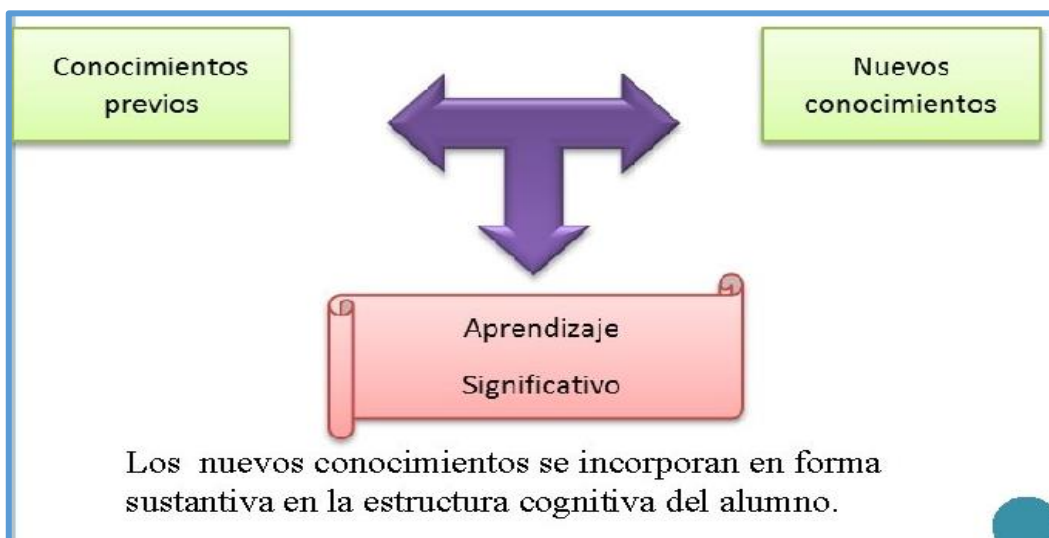 Conocimientos
previos
Nuevos
conocimientos
Aprendizaje
Significativo
Los nuevos conocimientos se incorporan en forma
sustantiva en la estructura cognitiva del alumno.